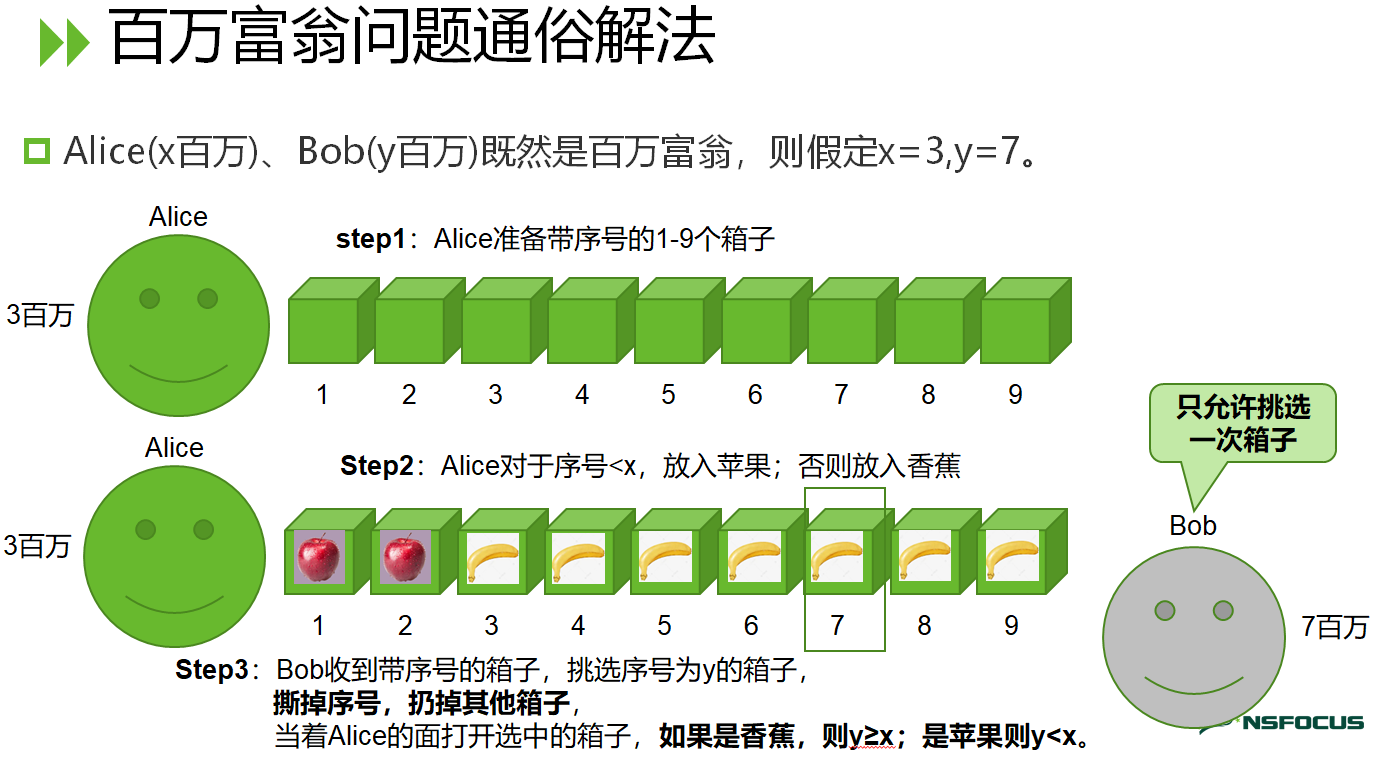 百万富翁问题通俗解法
Alice(x百万)、Bob(y百万)既然是百万富翁，则假定x=3,y=7。
Alice
step1：Alice准备带序号的1-9个箱子
3百万
1 2 3 4 5 6 7 8 9
只允许挑选
一次箱子
Alice
Step2：Alice对于序号<x，放入苹果；否则放入香蕉
Bob
3百万
1 2 3 4 5 6 7 8 9
7百万
Step3：Bob收到带序号的箱子，挑选序号为y的箱子，
撕掉序号，扔掉其他箱子，
当着Alice的面打开选中的箱子，如果是香蕉，则y≥x；是苹果则y<x。
NSFOCUS